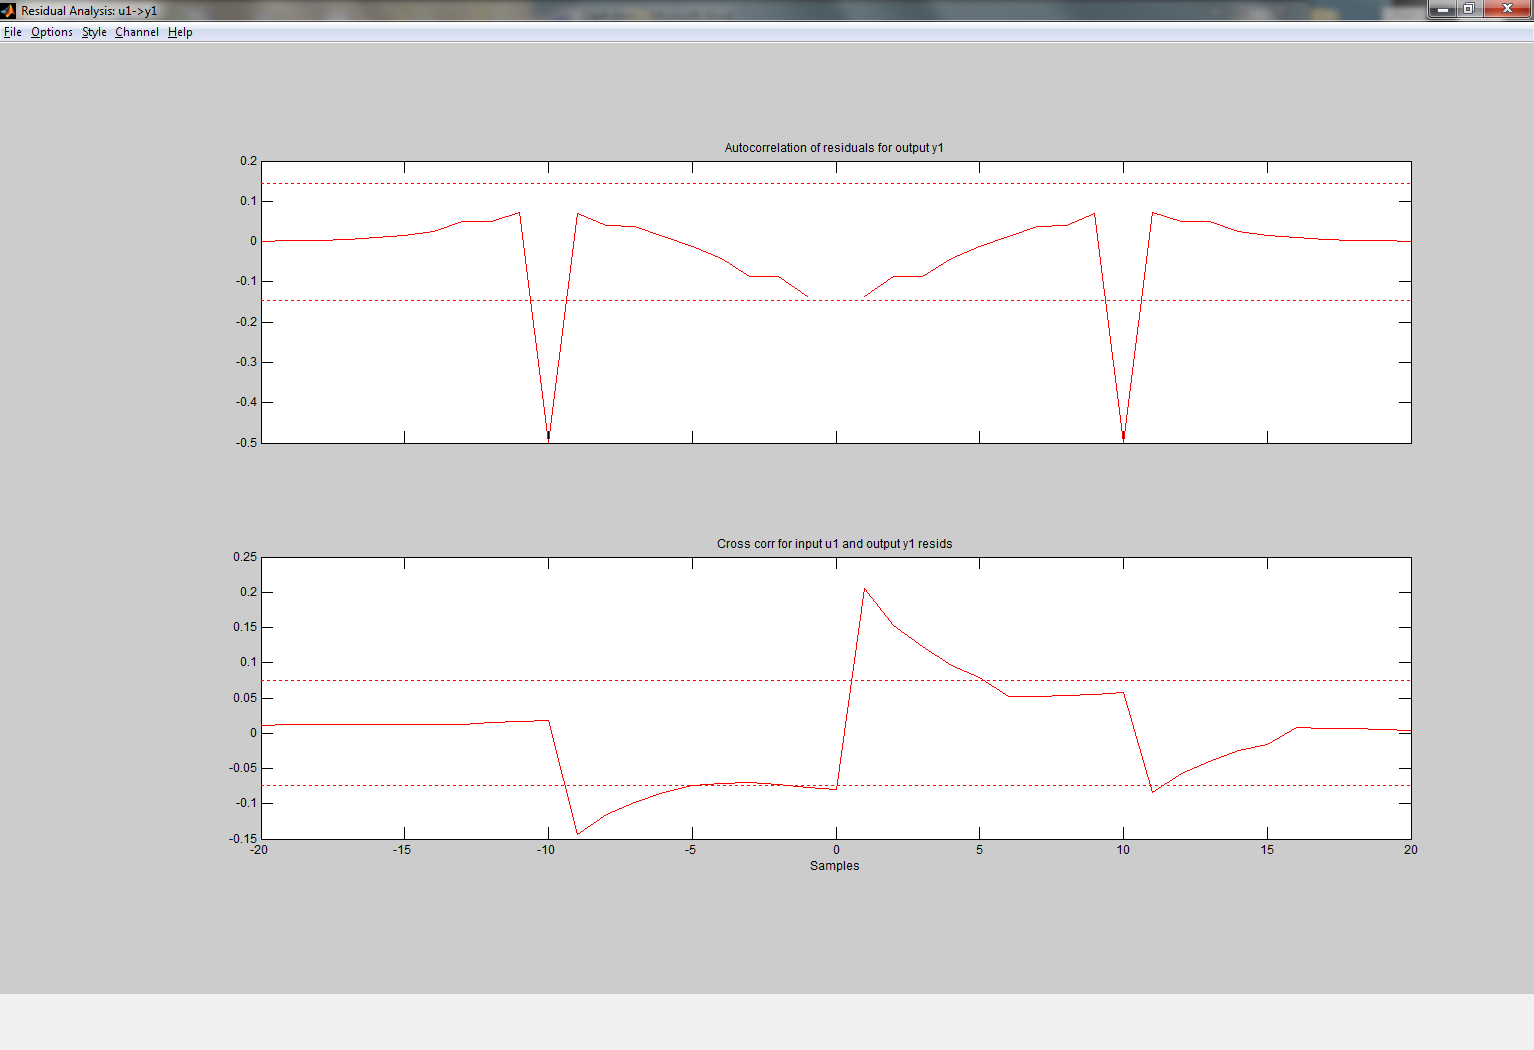 Residual Analysis: u1->y1
File Options Style Channel Help
Autocorrelation of residuals for output y1
0.2
0.1
0
-0.1
-0.2
-0.3
-0.4
-0.5
Cross corr for input u1 and output y1 resids
0.25
0.2
0.15
0.1
0.05
0
-0.05
-0.1
-0.15
-20 -15 -10 -5 0 5 10 15 20
Samples